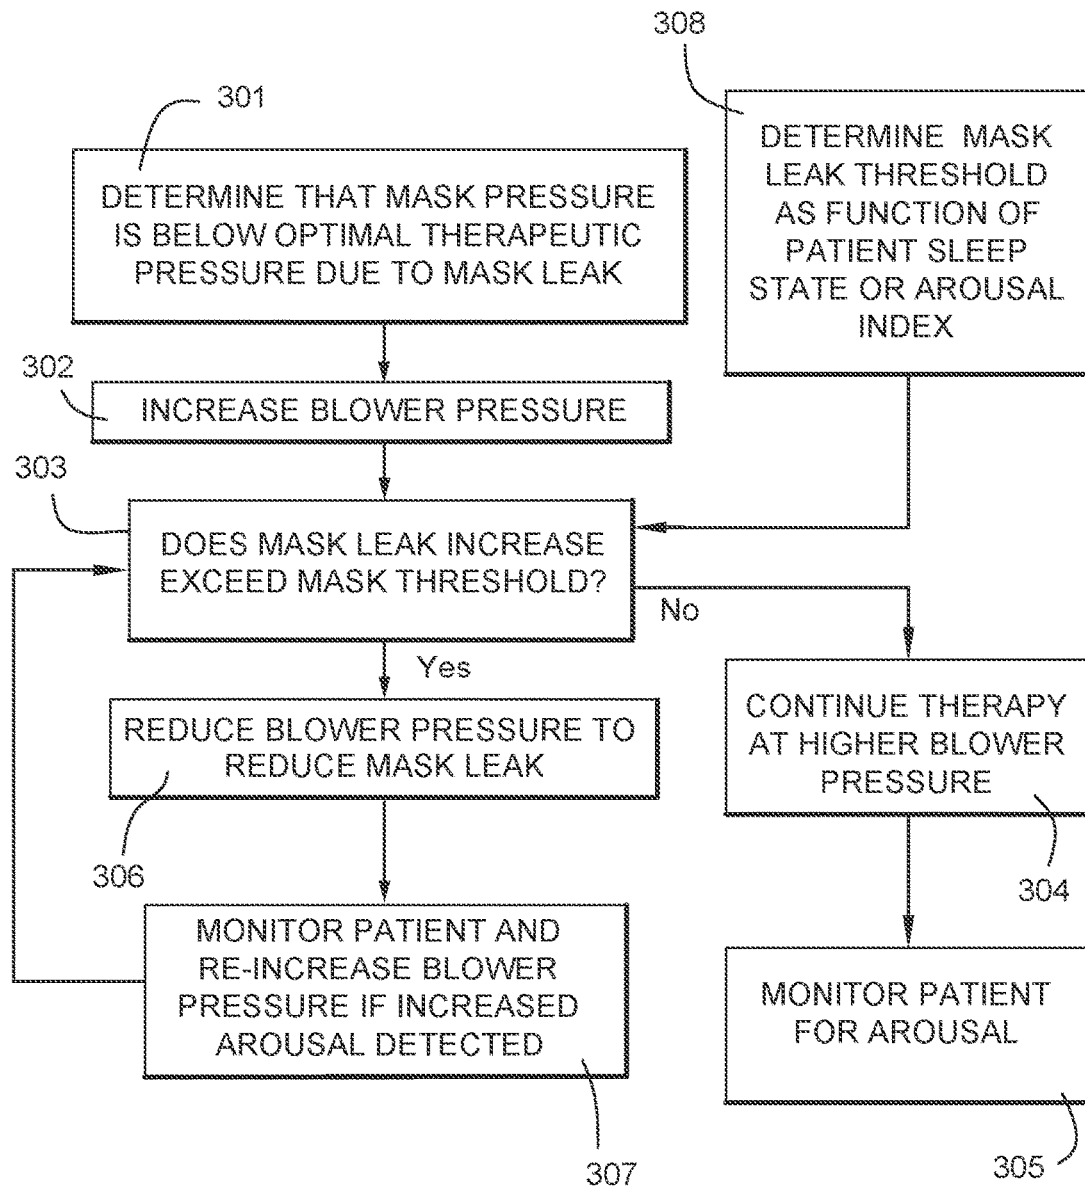 301
DETERMINE THAT MASK PRESSURE
IS BELOW OPTIMAL THERAPEUTIC
PRESSURE DUE TO MASK LEAK
308
DETERMINE MASK
LEAK THRESHOLD
AS FUNCTION OF
PATIENT SLEEP
STATE OR AROUSAL
INDEX
302
INCREASE BLOWER PRESSURE
303
DOES MASK LEAK INCREASE
EXCEED MASK THRESHOLD?
No
Yes
REDUCE BLOWER PRESSURE TO
REDUCE MASK LEAK
306
CONTINUE THERAPY
AT HIGHER BLOWER
PRESSURE
304
MONITOR PATIENT AND
RE-INCREASE BLOWER
PRESSURE IF INCREASED
AROUSAL DETECTED
307
MONITOR PATIENT
FOR AROUSAL
305